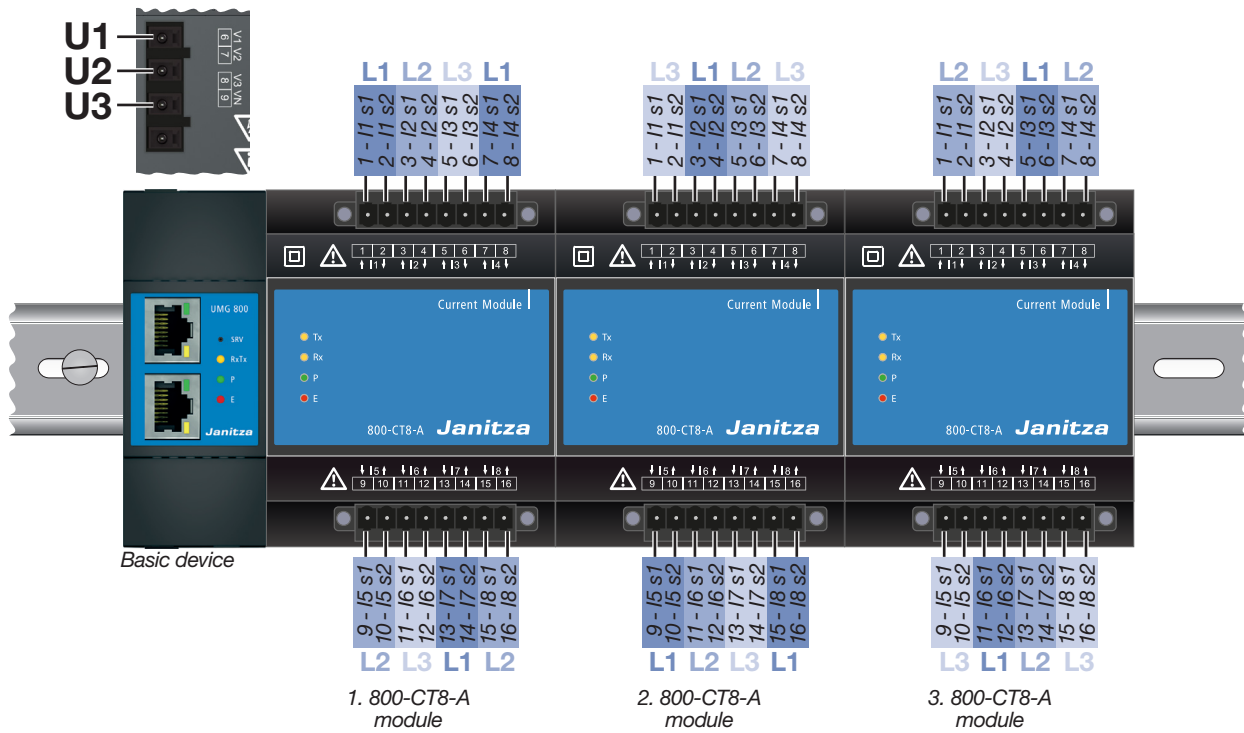 U1
U2
U3
V1 V2
6 7
V3 VN
8 9
L1 L2 L3 L1
1 - I1 s1
2 - I1 s2
3 - I2 s1
4 - I2 s2
5 - I3 s1
6 - I3 s2
7 - I4 s1
8 - I4 s2
L3 L1 L2 L3
1 - I1 s1
2 - I1 s2
3 - I2 s1
4 - I2 s2
5 - I3 s1
6 - I3 s2
7 - I4 s1
8 - I4 s2
L2 L3 L1 L2
1 - I1 s1
2 - I1 s2
3 - I2 s1
4 - I2 s2
5 - I3 s1
6 - I3 s2
7 - I4 s1
8 - I4 s2
1 2 3 4 5 6 7 8
I1 I2 I3 I4
1 2 3 4 5 6 7 8
I1 I2 I3 I4
1 2 3 4 5 6 7 8
I1 I2 I3 I4
UMG 800
SRV
RxTx
P
E
Janitza
Basic device
Current Module
Tx
Rx
P
E
800-CT8-A Janitza
Current Module
Tx
Rx
P
E
800-CT8-A Janitza
Current Module
Tx
Rx
P
E
800-CT8-A Janitza
I5 I6 I7 I8
9 10 11 12 13 14 15 16
I5 I6 I7 I8
9 10 11 12 13 14 15 16
I5 I6 I7 I8
9 10 11 12 13 14 15 16
9 - I5 s1
10 - I5 s2
11 - I6 s1
12 - I6 s2
13 - I7 s1
14 - I7 s2
15 - I8 s1
16 - I8 s2
L2 L3 L1 L2
1. 800-CT8-A
module
9 - I5 s1
10 - I5 s2
11 - I6 s1
12 - I6 s2
13 - I7 s1
14 - I7 s2
15 - I8 s1
16 - I8 s2
L1 L2 L3 L1
2. 800-CT8-A
module
9 - I5 s1
10 - I5 s2
11 - I6 s1
12 - I6 s2
13 - I7 s1
14 - I7 s2
15 - I8 s1
16 - I8 s2
L3 L1 L2 L3
3. 800-CT8-A
module